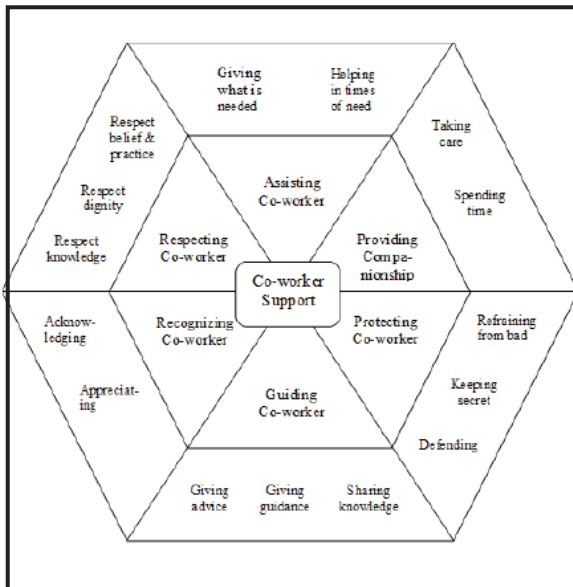 Giving
what is
needed
Helping
in times
of need
Respect
belief &
practice
Taking
care
Respect
dignity
Spending
time
Assisting
Co-worker
Respect
knowledge
Respecting
Co-worker
Providing
Compa-
nionship
Co-worker
Support
Acknow-
ledging
Recognizing
Co-worker
Protecting
Co-worker
Refraining
from bad
Appreciat-
ing
Guiding
Co-worker
Keeping
secret
Defending
Giving
advice
Giving
guidance
Sharing
knowledge